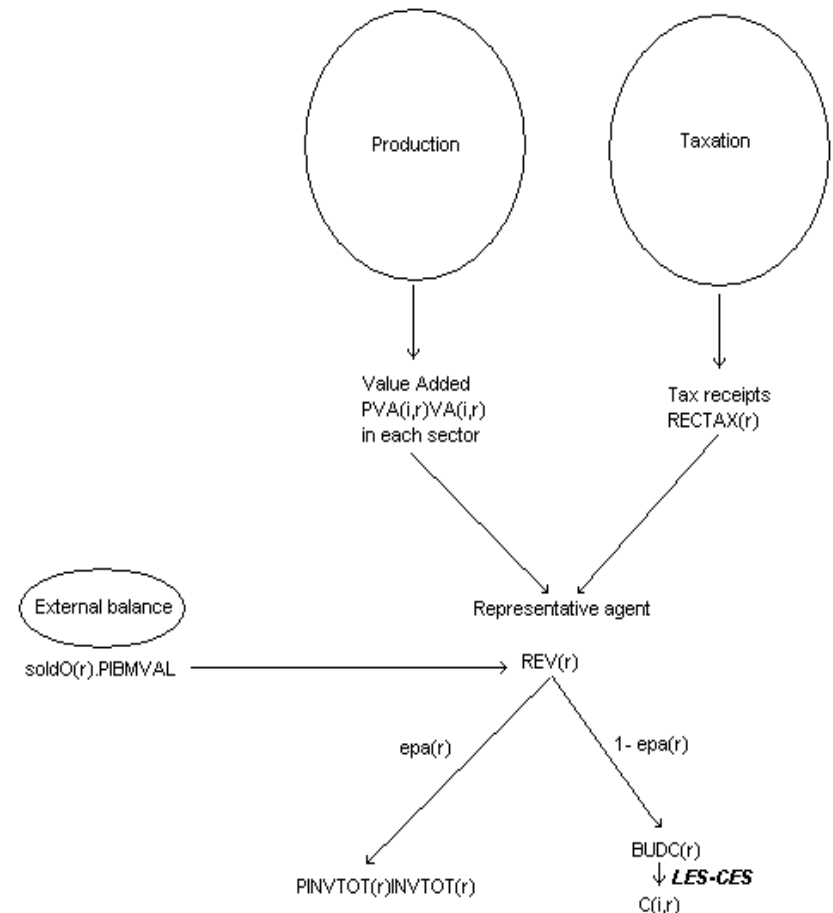 Production
Taxation
Value Added
PVA(i,r)VA(i,r)
in each sector
Tax receipts
RECTAX(r)
External balance
Representative agent
soldO(r).PIBMVAL
REV(r)
epa(r)
1- epa(r)
BUDC(r)
LES-CES
PINVTOT(r)INVTOT(r)
C(i,r)